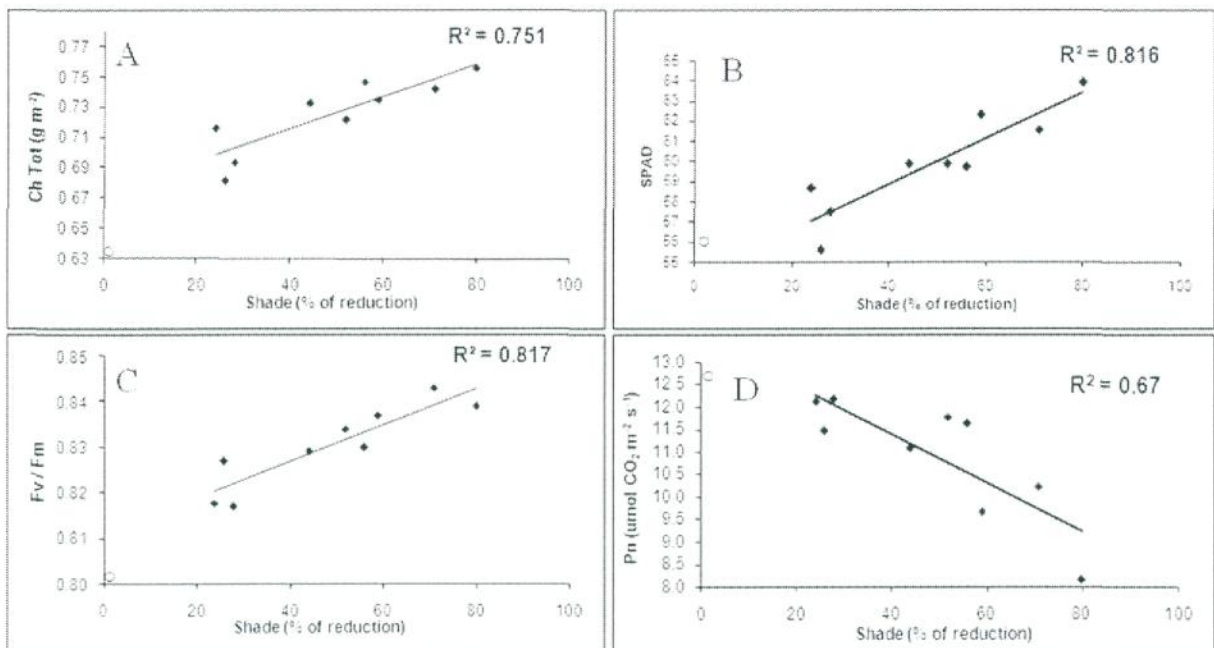 A
R² = 0.751
Ch Tot (g m⁻²)
0.77
0.75
0.73
0.71
0.69
0.67
0.65
0.63
0 20 40 60 80 100
Shade (% of reduction)
B
R² = 0.816
SPAD
0 20 40 60 80 100
Shade (% of reduction)
C
R² = 0.817
Fv / Fm
0.85
0.84
0.83
0.82
0.81
0.80
0 20 40 60 80 100
Shade (% of reduction)
D
R² = 0.67
Pn (umol CO₂ m⁻² s⁻¹)
13.0
12.5
12.0
11.5
11.0
10.5
10.0
9.5
9.0
8.5
8.0
0 20 40 60 80 100
Shade (% of reduction)